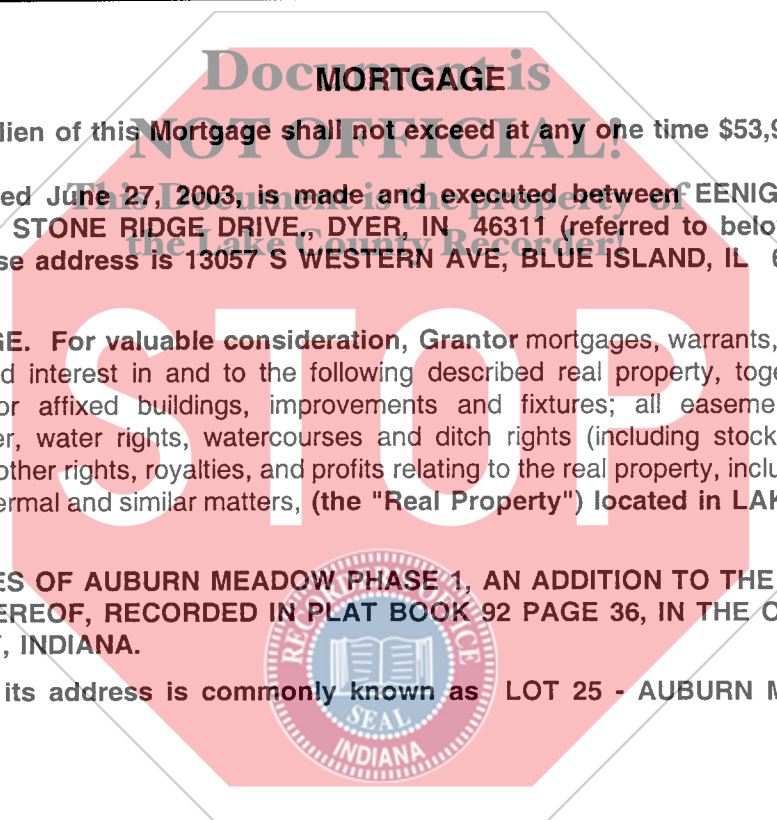 Document is
MORTGAGE
lien of this Mortgage shall not exceed at any one time $53,9
NOT OFFICIAL!
ed June 27, 2003, is made and executed between EENIG
This Document is the property of
STONE RIDGE DRIVE., DYER, IN 46311 (referred to belo
the Lake County Recorder!
se address is 13057 S WESTERN AVE, BLUE ISLAND, IL 6
GE. For valuable consideration, Grantor mortgages, warrants,
d interest in and to the following described real property, toge
or affixed buildings, improvements and fixtures; all easeme
er, water rights, watercourses and ditch rights (including stock
other rights, royalties, and profits relating to the real property, inclu
ermal and similar matters, (the "Real Property") located in LAK
STOP
ES OF AUBURN MEADOW PHASE 1, AN ADDITION TO THE
EREOF, RECORDED IN PLAT BOOK 92 PAGE 36, IN THE O
, INDIANA.
its address is commonly known as LOT 25 - AUBURN M
RECORDER'S OFFICE
SEAL
INDIANA